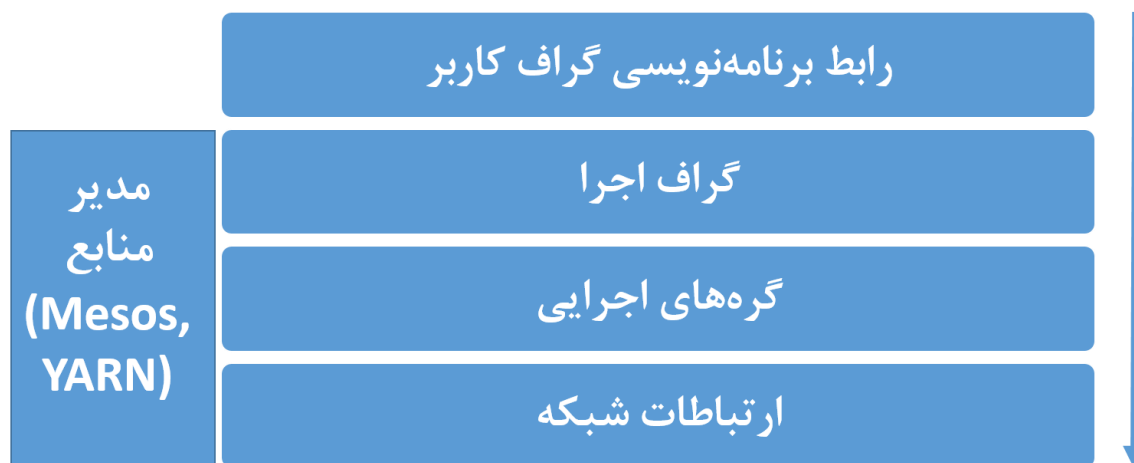 رابط برنامه‌نویسی گراف کاربر
گراف اجرا
گره‌های اجرایی
ارتباطات شبکه
مدیر
منابع
(Mesos,
YARN)